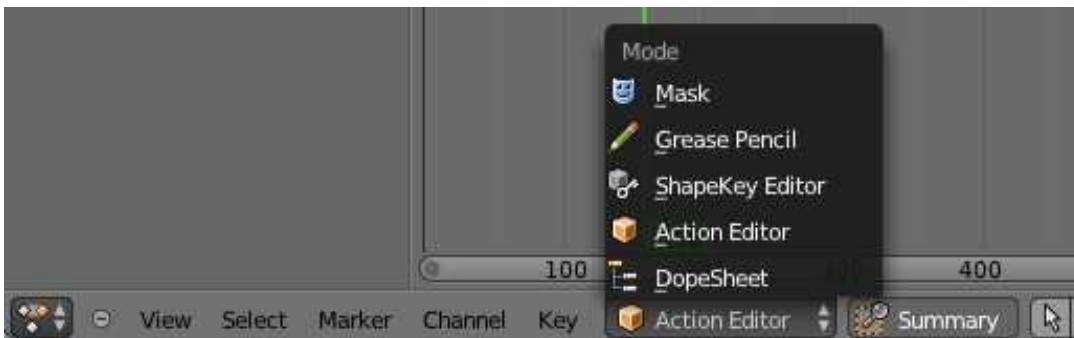 Mode
Mask
Grease Pencil
ShapeKey Editor
Action Editor
DopeSheet
100 400
View Select Marker Channel Key Action Editor Summary